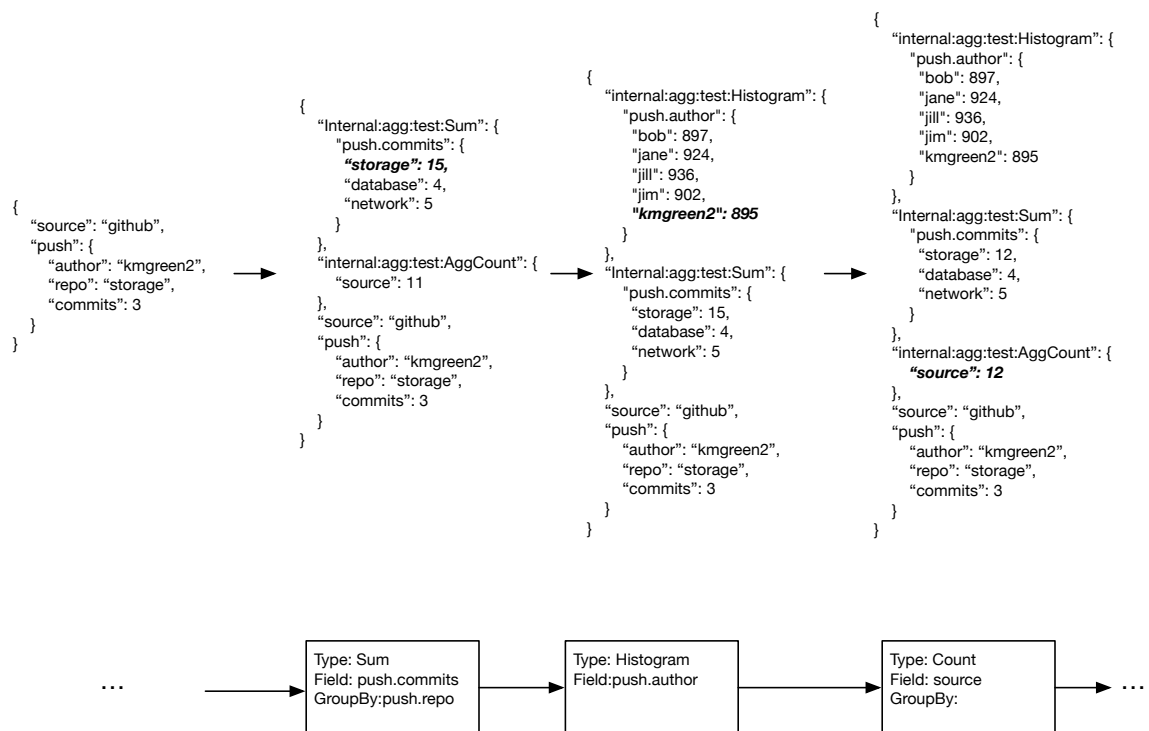 {
“source”: “github”,
“push”: {
“author”: “kmgreen2”,
“repo”: “storage”,
“commits”: 3
}
}
{
“Internal:agg:test:Sum”: {
"push.commits”: {
“storage”: 15,
“database”: 4,
“network”: 5
}
},
“internal:agg:test:AggCount”: {
“source”: 11
},
“source”: “github”,
“push”: {
“author”: “kmgreen2”,
“repo”: “storage”,
“commits”: 3
}
}
{
“internal:agg:test:Histogram”: {
"push.author”: {
"bob": 897,
"jane": 924,
"jill": 936,
"jim": 902,
"kmgreen2": 895
}
},
“Internal:agg:test:Sum”: {
"push.commits”: {
“storage”: 15,
“database”: 4,
“network”: 5
}
},
“source”: “github”,
“push”: {
“author”: “kmgreen2”,
“repo”: “storage”,
“commits”: 3
}
}
{
“internal:agg:test:Histogram”: {
"push.author": {
"bob": 897,
"jane": 924,
"jill": 936,
"jim": 902,
"kmgreen2": 895
}
},
“Internal:agg:test:Sum”: {
"push.commits”: {
“storage”: 12,
“database”: 4,
“network”: 5
}
},
“internal:agg:test:AggCount”: {
“source”: 12
},
“source”: “github”,
“push”: {
“author”: “kmgreen2”,
“repo”: “storage”,
“commits”: 3
}
}
...
Type: Sum
Field: push.commits
GroupBy:push.repo
Type: Histogram
Field:push.author
Type: Count
Field: source
GroupBy:
...